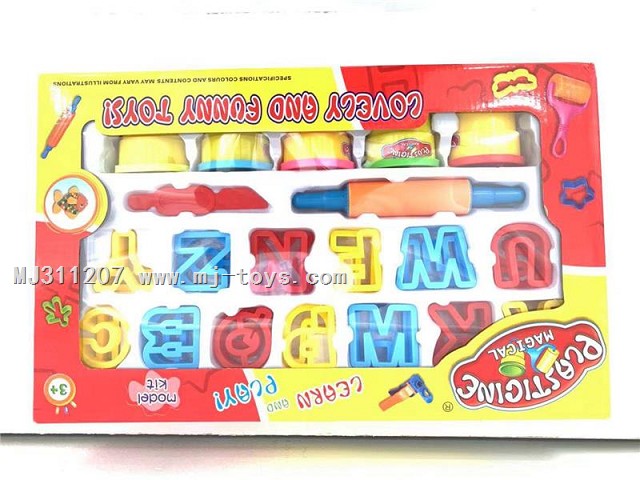 SPECIFICATIONS COLOURS AND CONTENTS MAY VARY FROM ILLUSTRATIONS
LOVELY AND FUNNY TOYS!
MJ311207 www.mj-toys.com
PLASTICINE
MAGICAL
®
LEARN AND PLAY!
model
kit
3+